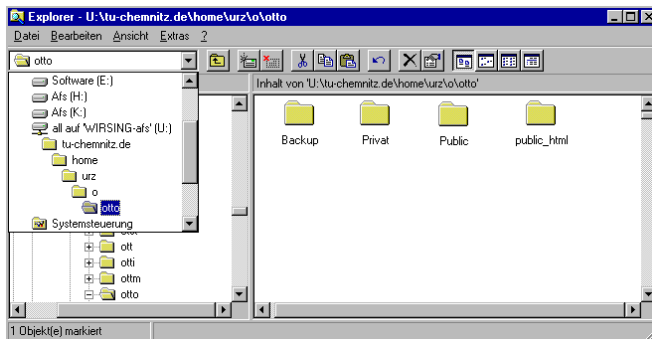 Explorer - U:\tu-chemnitz.de\home\urz\o\otto
Datei Bearbeiten Ansicht Extras ?
otto
Software (E:)
Afs (H:)
Afs (K:)
all auf 'WIRSING-afs' (U:)
tu-chemnitz.de
home
urz
o
otto
Systemsteuerung
ott
otti
ottm
otto
Inhalt von 'U:\tu-chemnitz.de\home\urz\o\otto'
Backup Privat Public public_html
1 Objekt(e) markiert